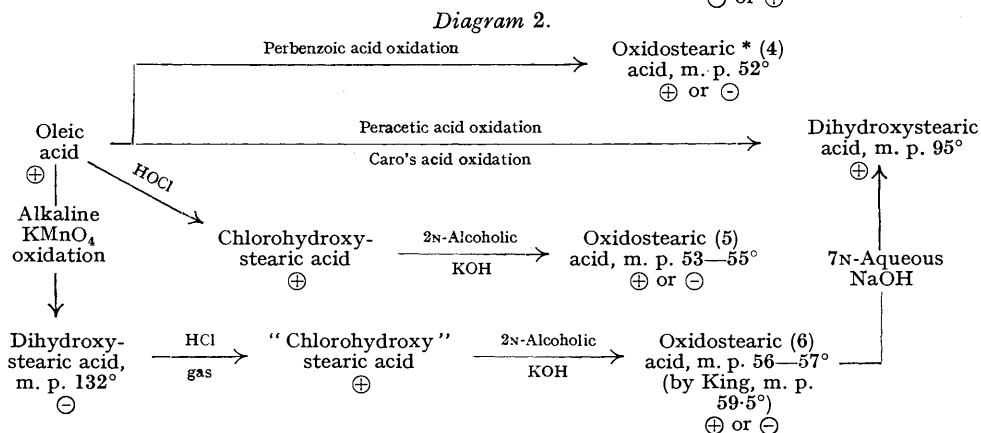 ⊖ or ⊕
Diagram 2.
Perbenzoic acid oxidation
Oxidostearic * (4)
acid, m. p. 52°
⊕ or ⊖
Oleic
acid
⊕
Peracetic acid oxidation
Caro's acid oxidation
Dihydroxystearic
acid, m. p. 95°
⊕
HOCl
Alkaline
KMnO₄
oxidation
Chlorohydroxy-
stearic acid
⊕
2N-Alcoholic
KOH
Oxidostearic (5)
acid, m. p. 53—55°
⊕ or ⊖
7N-Aqueous
NaOH
Dihydroxy-
stearic acid,
m. p. 132°
⊖
HCl
gas
"Chlorohydroxy"
stearic acid
⊕
2N-Alcoholic
KOH
Oxidostearic (6)
acid, m. p. 56—57°
(by King, m. p.
59·5°)
⊕ or ⊖